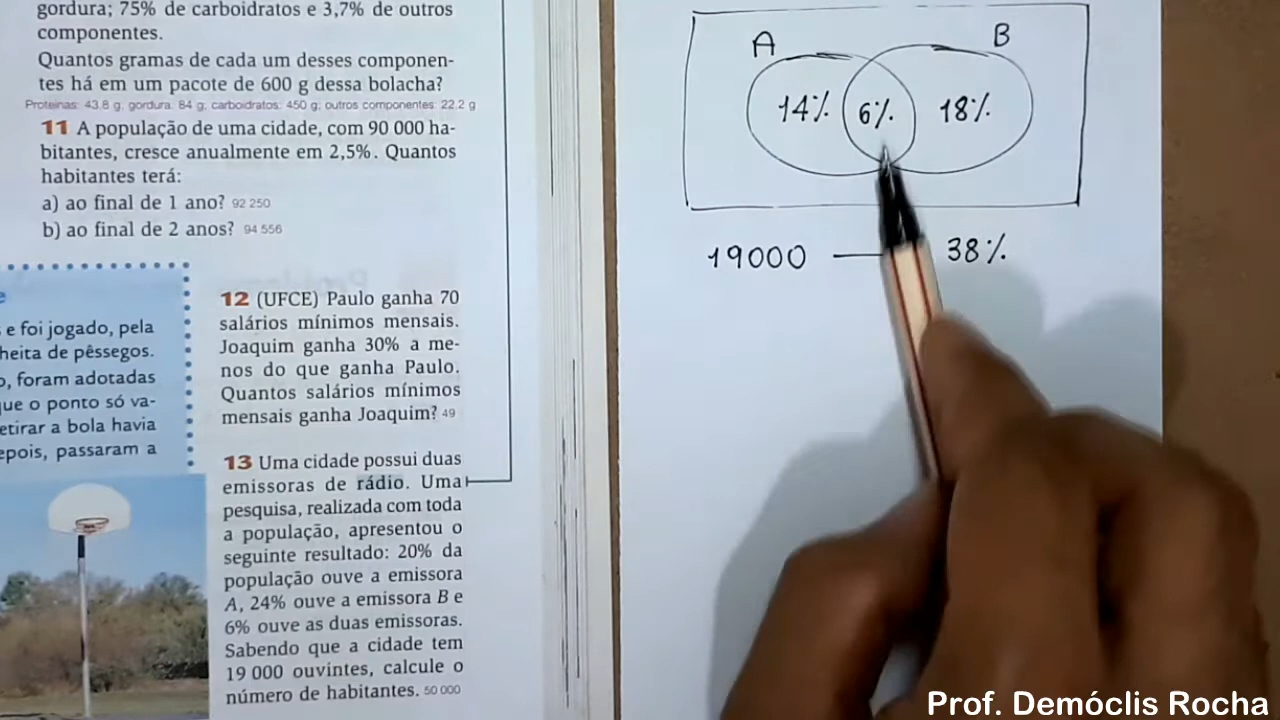 gordura; 75% de carboidratos e 3,7% de outros
componentes.
Quantos gramas de cada um desses componen-
tes há em um pacote de 600 g dessa bolacha?
Proteínas: 43,8 g; gordura: 84 g; carboidratos: 450 g; outros componentes: 22,2 g
11 A população de uma cidade, com 90 000 ha-
bitantes, cresce anualmente em 2,5%. Quantos
habitantes terá:
a) ao final de 1 ano? 92 250
b) ao final de 2 anos? 94 556
e foi jogado, pela
heita de pêssegos.
o, foram adotadas
que o ponto só va-
etirar a bola havia
epois, passaram a
12 (UFCE) Paulo ganha 70
salários mínimos mensais.
Joaquim ganha 30% a me-
nos do que ganha Paulo.
Quantos salários mínimos
mensais ganha Joaquim? 49
13 Uma cidade possui duas
emissoras de rádio. Uma
pesquisa, realizada com toda
a população, apresentou o
seguinte resultado: 20% da
população ouve a emissora
A, 24% ouve a emissora B e
6% ouve as duas emissoras.
Sabendo que a cidade tem
19 000 ouvintes, calcule o
número de habitantes. 50 000
A B
14% 6% 18%
19000 — 38%
Prof. Demóclis Rocha